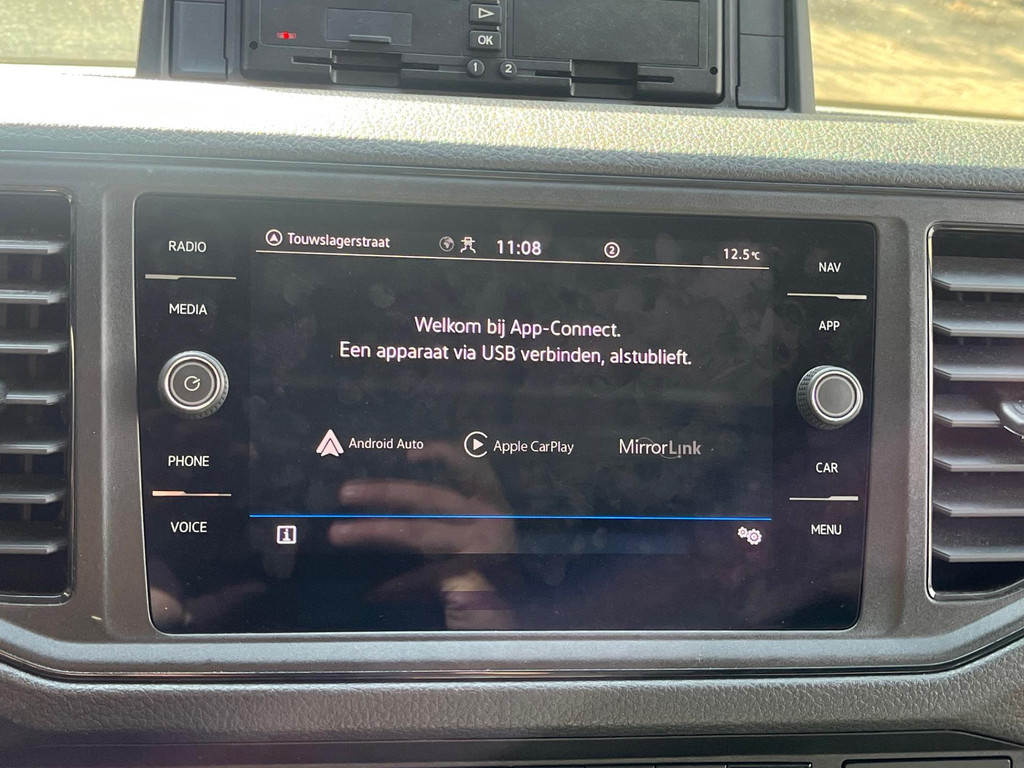 OK
1 2
RADIO
MEDIA
PHONE
VOICE
Touwslagerstraat 11:08 2 12.5°C
Welkom bij App-Connect.
Een apparaat via USB verbinden, alstublieft.
Android Auto Apple CarPlay MirrorLink
i
NAV
APP
CAR
MENU